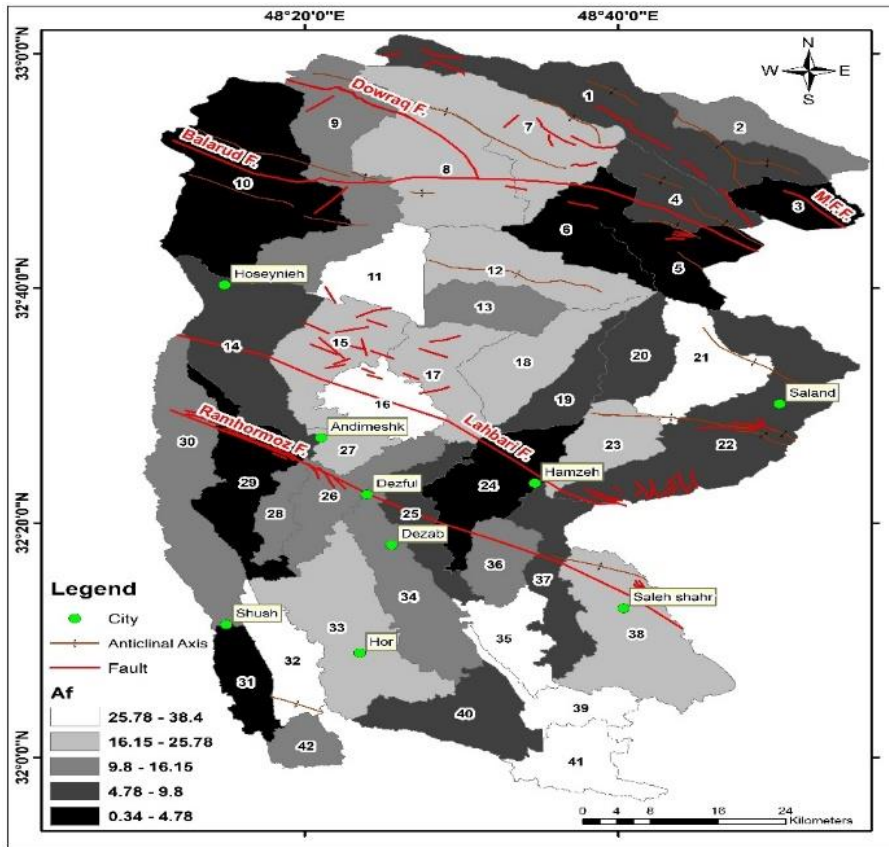 48°20'0"E
48°40'0"E
33°0'0"N
32°40'0"N
32°20'0"N
32°0'0"N
N
W
E
S
1
2
Dowraq F.
9
7
Balarud F.
8
10
4
3
M.F.F.
6
5
Hoseynieh
11
12
13
14
15
17
18
20
21
16
19
Saland
Lahbari F.
Ramhormoz F.
30
Andimeshk
27
23
22
29
26
Dezful
24
Hamzeh
28
25
Dezab
36
37
34
Saleh shahr
Shush
33
35
38
Hor
32
31
40
39
42
41
Legend
City
Anticlinal Axis
Fault
Af
25.78 - 38.4
16.15 - 25.78
9.8 - 16.15
4.78 - 9.8
0.34 - 4.78
0 4 8 16 24
Kilometers